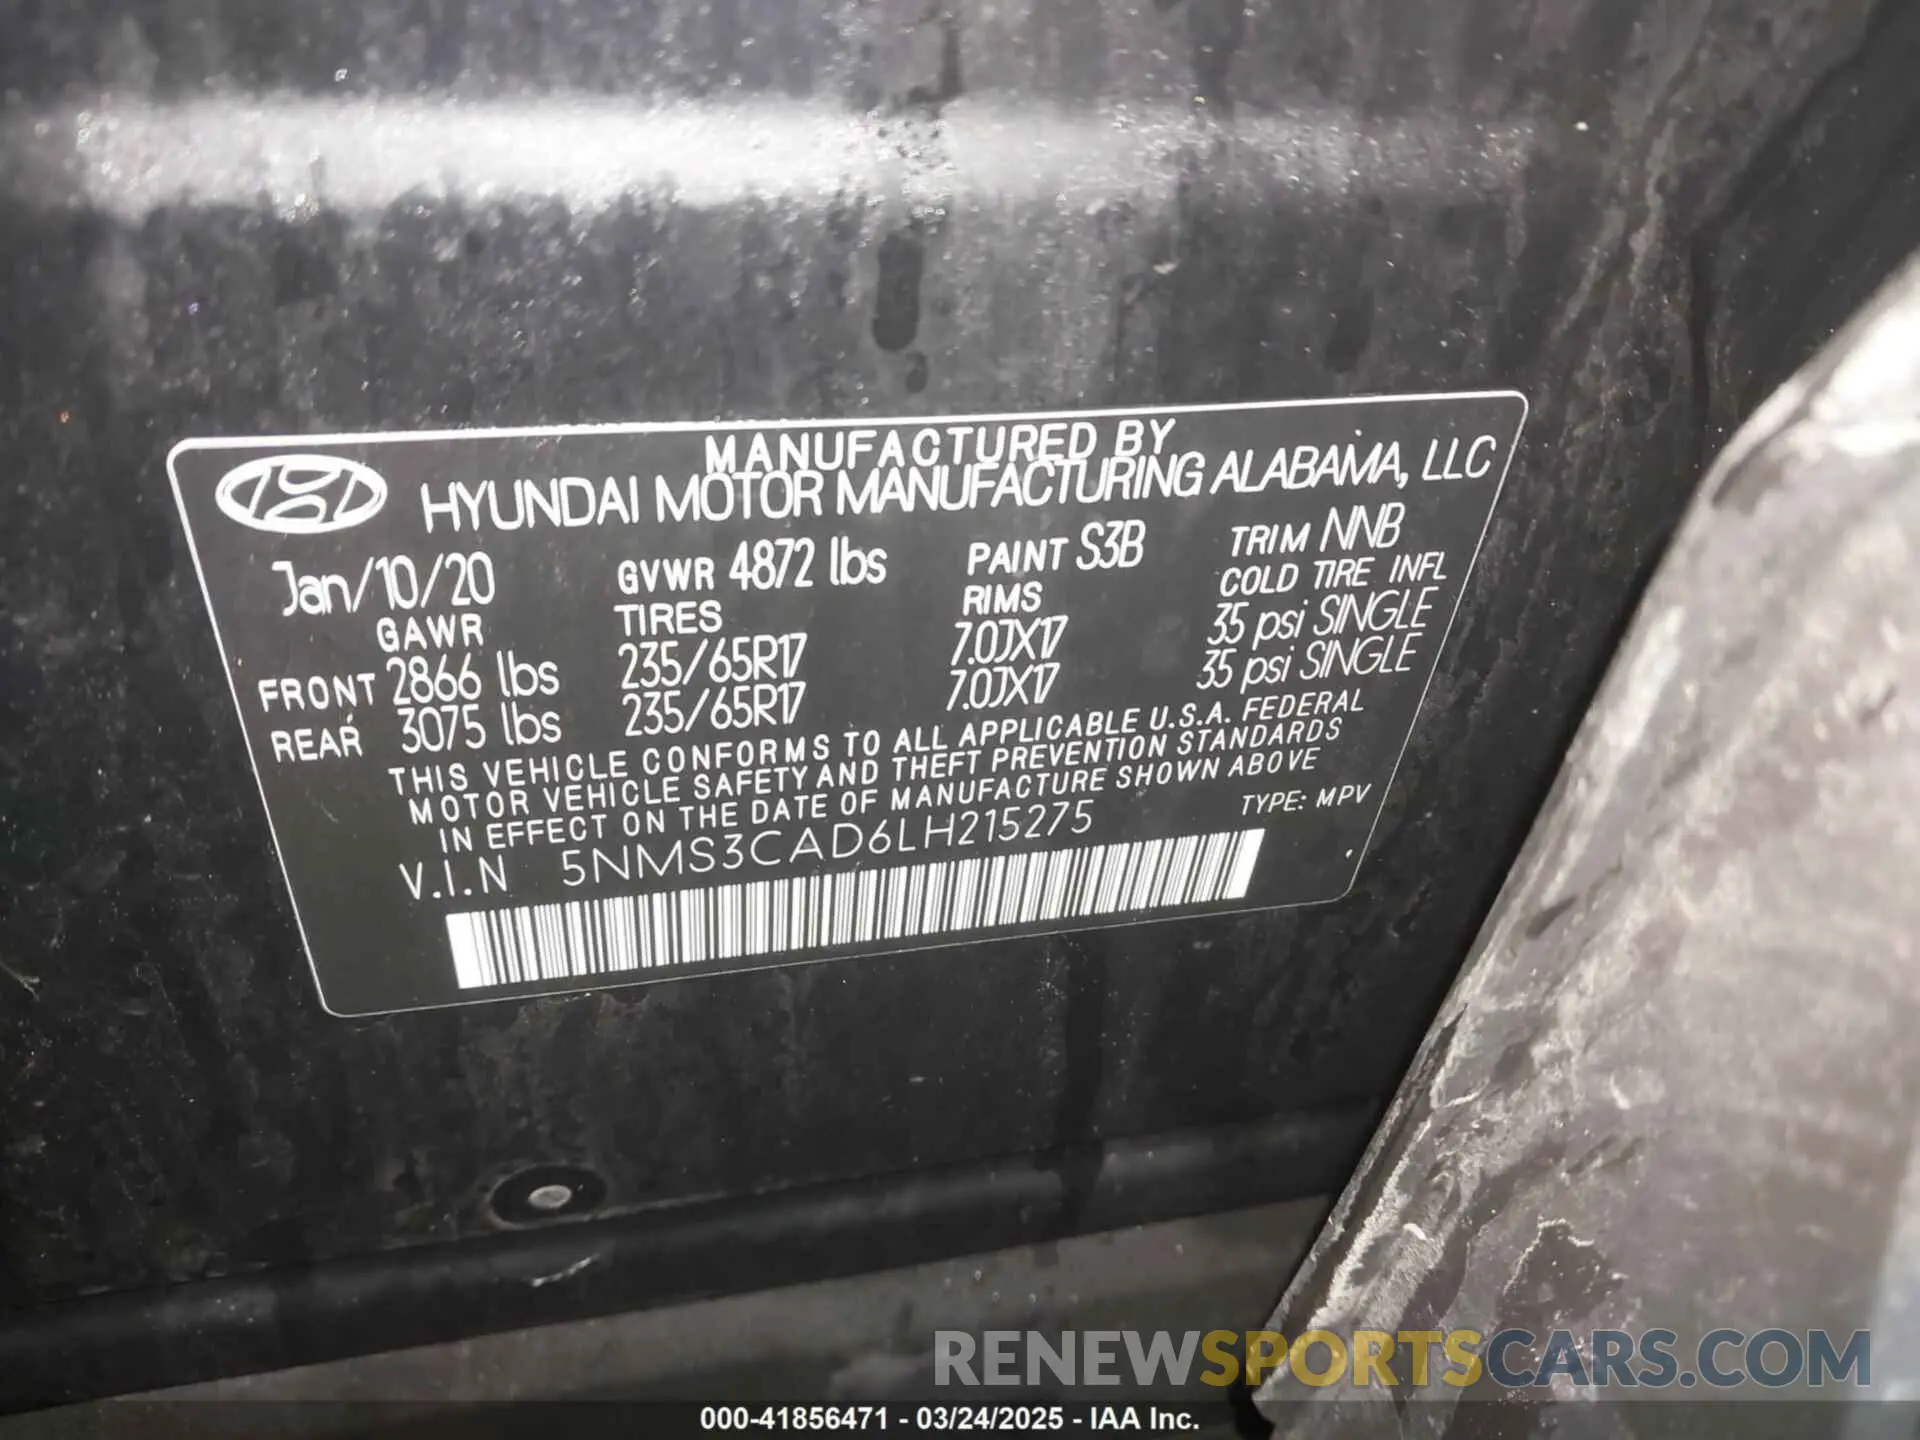 MANUFACTURED BY
HYUNDAI MOTOR MANUFACTURING ALABAMA, LLC
Jan/10/20 GVWR 4872 lbs PAINT S3B TRIM NNB
GAWR TIRES RIMS COLD TIRE INFL
FRONT 2866 lbs 235/65R17 7.0JX17 35 psi SINGLE
REAR 3075 lbs 235/65R17 7.0JX17 35 psi SINGLE
THIS VEHICLE CONFORMS TO ALL APPLICABLE U.S.A. FEDERAL
MOTOR VEHICLE SAFETY AND THEFT PREVENTION STANDARDS
IN EFFECT ON THE DATE OF MANUFACTURE SHOWN ABOVE
V.I.N 5NMS3CAD6LH215275 TYPE: MPV
RENEWSPORTSCARS.COM
000-41856471 - 03/24/2025 - IAA Inc.